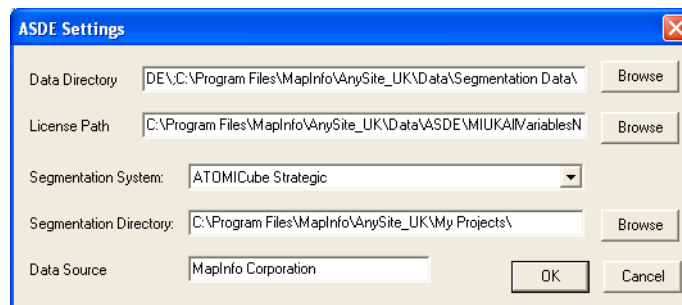 ASDE Settings
Data Directory DE\;C:\Program Files\MapInfo\AnySite_UK\Data\Segmentation Data\ Browse
License Path C:\Program Files\MapInfo\AnySite_UK\Data\ASDE\MIUKAllVariablesN Browse
Segmentation System: ATOMICube Strategic
Segmentation Directory: C:\Program Files\MapInfo\AnySite_UK\My Projects\ Browse
Data Source MapInfo Corporation OK Cancel